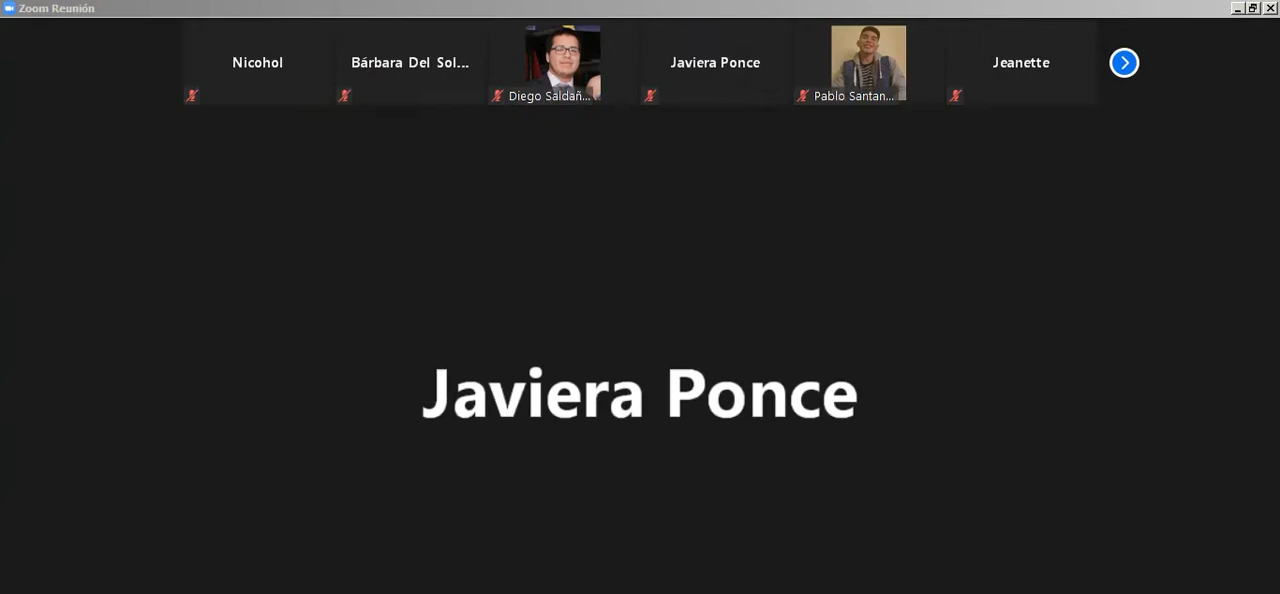 Zoom Reunión
Nicohol
Bárbara Del Sol...
Javiera Ponce
Jeanette
Diego Saldañ...
Pablo Santan...
Javiera Ponce